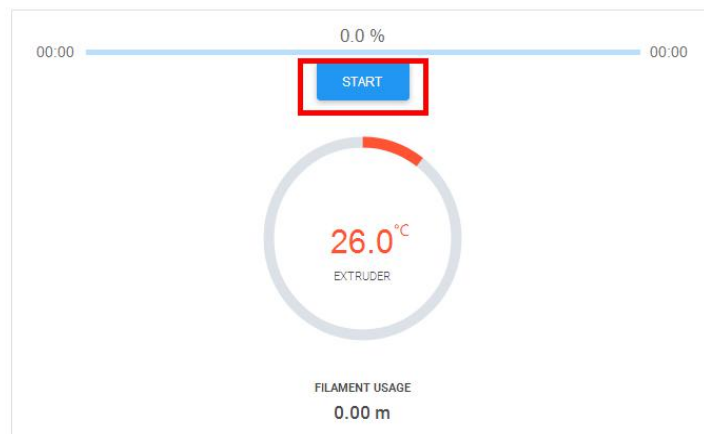 0.0 %
00:00 00:00
START
26.0°C
EXTRUDER
FILAMENT USAGE
0.00 m